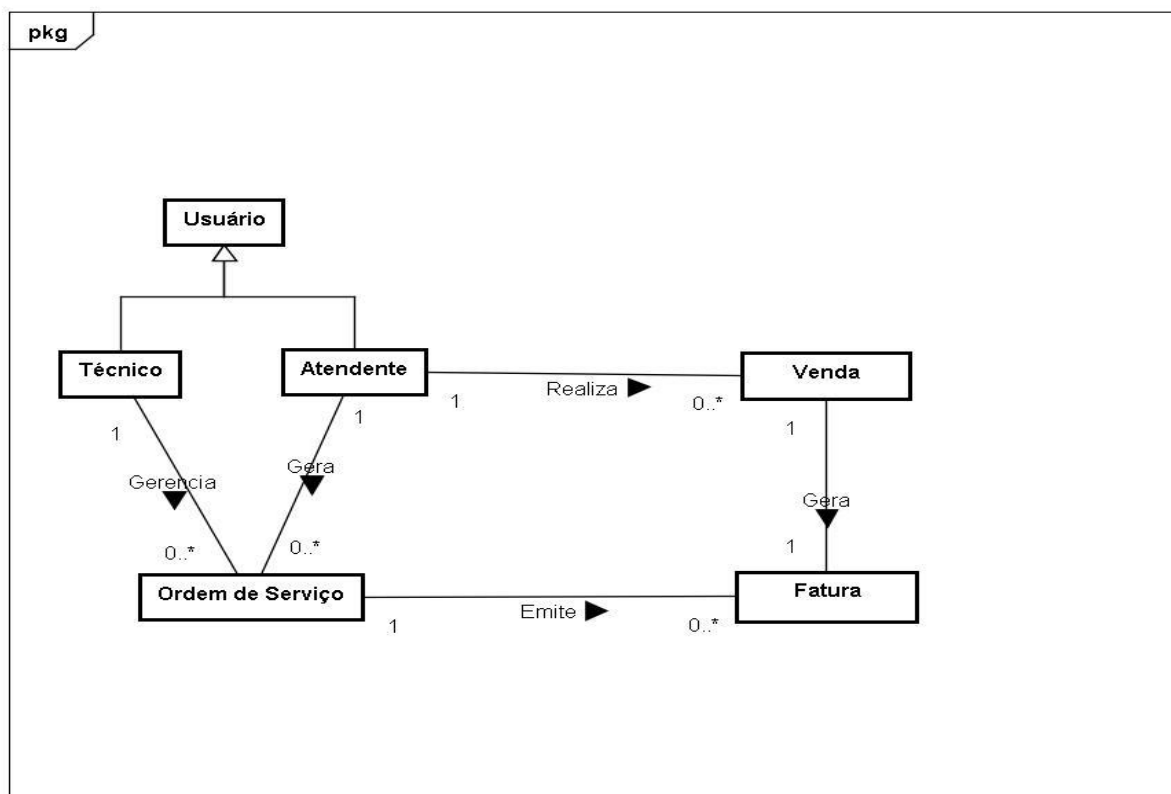 pkg
Usuário
Técnico
Atendente
Venda
1
Realiza
0..*
1
1
1
Gerencia
Gera
Gera
0..*
0..*
1
Ordem de Serviço
Fatura
1
Emite
0..*